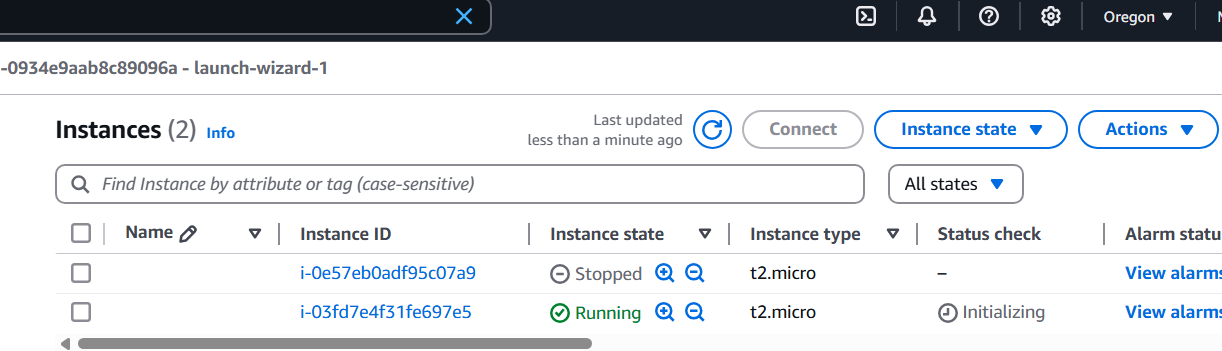 Oregon
-0934e9aab8c89096a - launch-wizard-1
Instances (2) Info
Last updated
less than a minute ago
Connect
Instance state
Actions
Find Instance by attribute or tag (case-sensitive)
All states
Name Instance ID Instance state Instance type Status check Alarm statu
i-0e57eb0adf95c07a9 Stopped t2.micro – View alarms
i-03fd7e4f31fe697e5 Running t2.micro Initializing View alarms